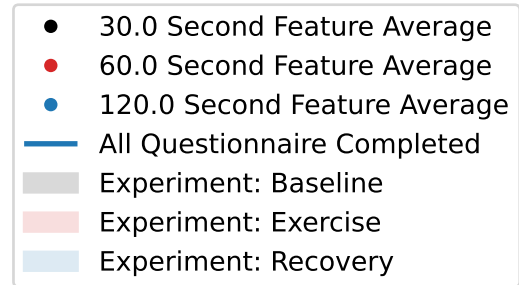 30.0 Second Feature Average
60.0 Second Feature Average
120.0 Second Feature Average
All Questionnaire Completed
Experiment: Baseline
Experiment: Exercise
Experiment: Recovery